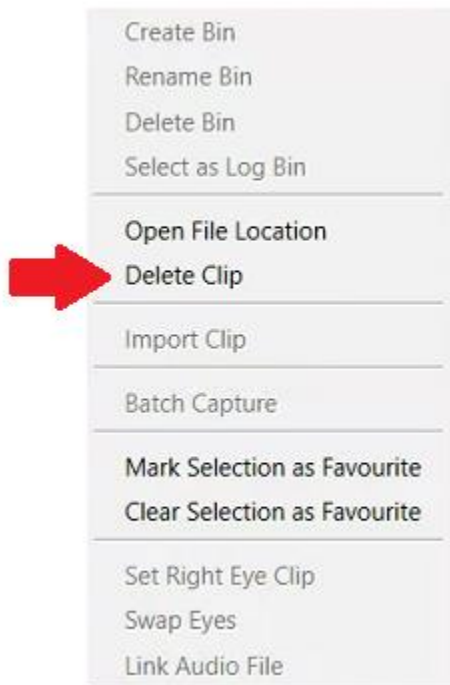 Create Bin
Rename Bin
Delete Bin
Select as Log Bin
Open File Location
Delete Clip
Import Clip
Batch Capture
Mark Selection as Favourite
Clear Selection as Favourite
Set Right Eye Clip
Swap Eyes
Link Audio File